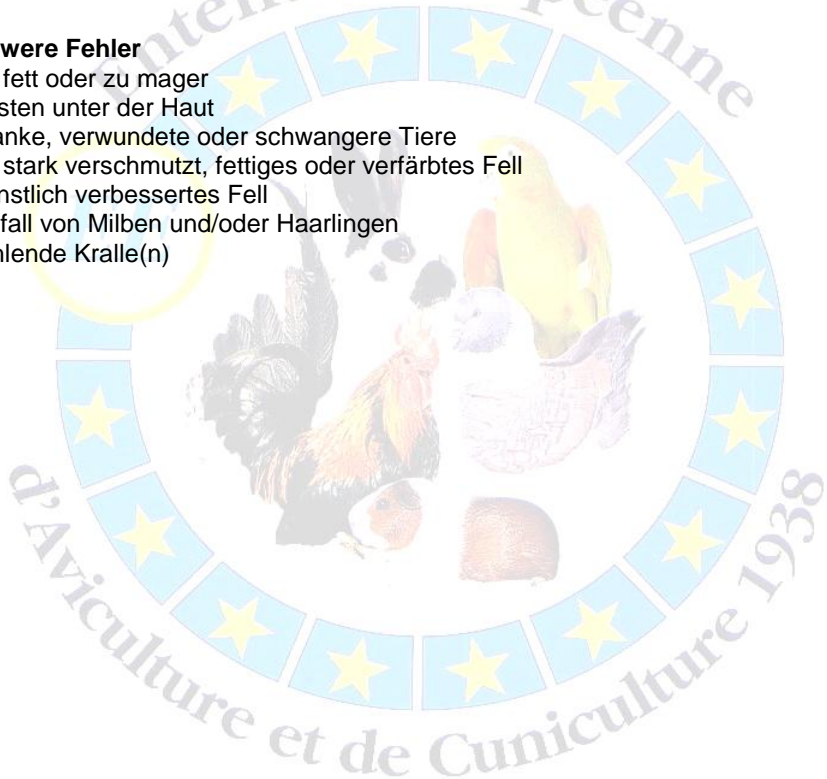 were Fehler
fett oder zu mager
sten unter der Haut
anke, verwundete oder schwangere Tiere
stark verschmutzt, fettiges oder verfärbtes Fell
nstlich verbessertes Fell
fall von Milben und/oder Haarlingen
hlende Kralle(n)
d'Aviculture et de Cuniculture 1938